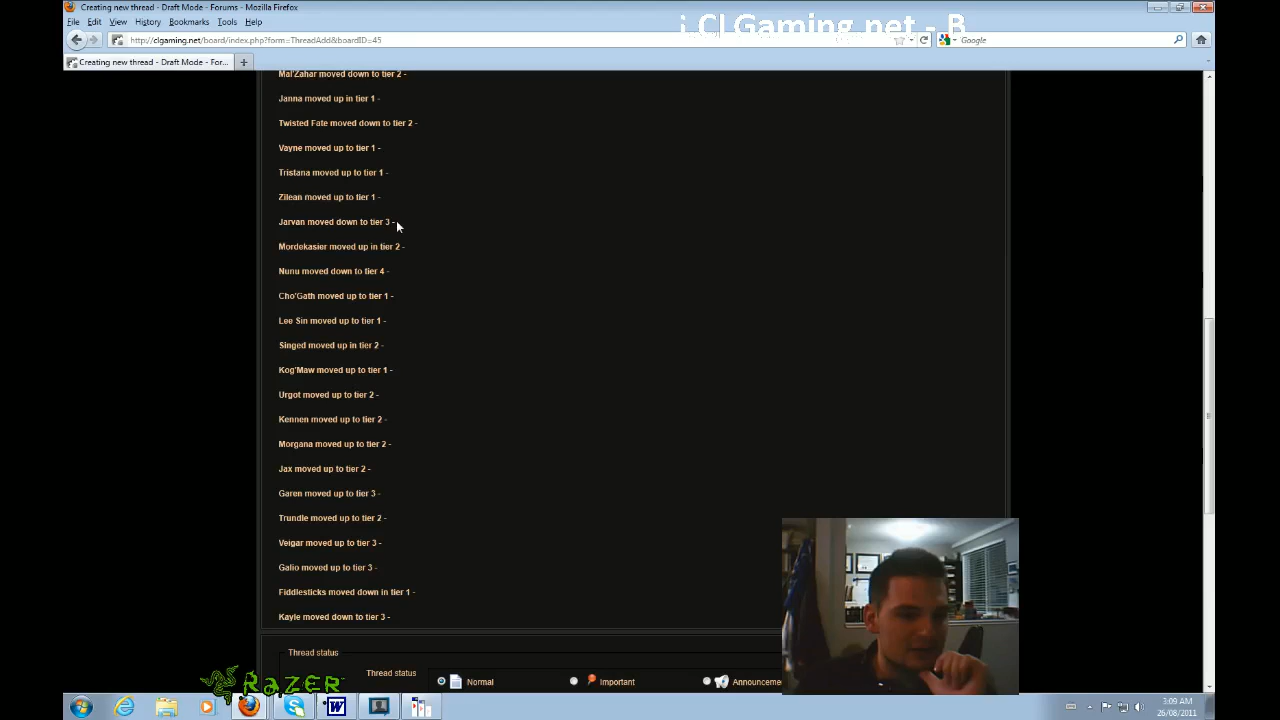 Creating new thread - Draft Mode - Forums - Mozilla Firefox
File Edit View History Bookmarks Tools Help
i.CLGaming.net - B
http://clgaming.net/board/index.php?form=ThreadAdd&boardID=45
Google
Creating new thread - Draft Mode - For...
Mal'Zahar moved down to tier 2 -
Janna moved up in tier 1 -
Twisted Fate moved down to tier 2 -
Vayne moved up to tier 1 -
Tristana moved up to tier 1 -
Zilean moved up to tier 1 -
Jarvan moved down to tier 3 -
Mordekasier moved up in tier 2 -
Nunu moved down to tier 4 -
Cho'Gath moved up to tier 1 -
Lee Sin moved up to tier 1 -
Singed moved up in tier 2 -
Kog'Maw moved up to tier 1 -
Urgot moved up to tier 2 -
Kennen moved up to tier 2 -
Morgana moved up to tier 2 -
Jax moved up to tier 2 -
Garen moved up to tier 3 -
Trundle moved up to tier 2 -
Veigar moved up to tier 3 -
Galio moved up to tier 3 -
Fiddlesticks moved down in tier 1 -
Kayle moved down to tier 3 -
Thread status
Thread status Normal Important Announcement
RAZER
3:09 AM
26/08/2011